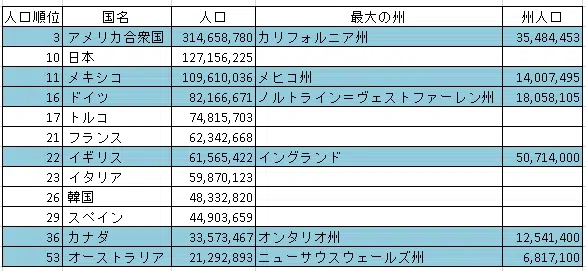 人口順位 国名 人口 最大の州 州人口
3 アメリカ合衆国 314,658,780 カリフォルニア州 35,484,453
10 日本 127,156,225
11 メキシコ 109,610,036 メヒコ州 14,007,495
16 ドイツ 82,166,671 ノルトライン＝ヴェストファーレン州 18,058,105
17 トルコ 74,815,703
21 フランス 62,342,668
22 イギリス 61,565,422 イングランド 50,714,000
23 イタリア 59,870,123
26 韓国 48,332,820
29 スペイン 44,903,659
36 カナダ 33,573,467 オンタリオ州 12,541,400
53 オーストラリア 21,292,893 ニューサウスウェールズ州 6,817,100